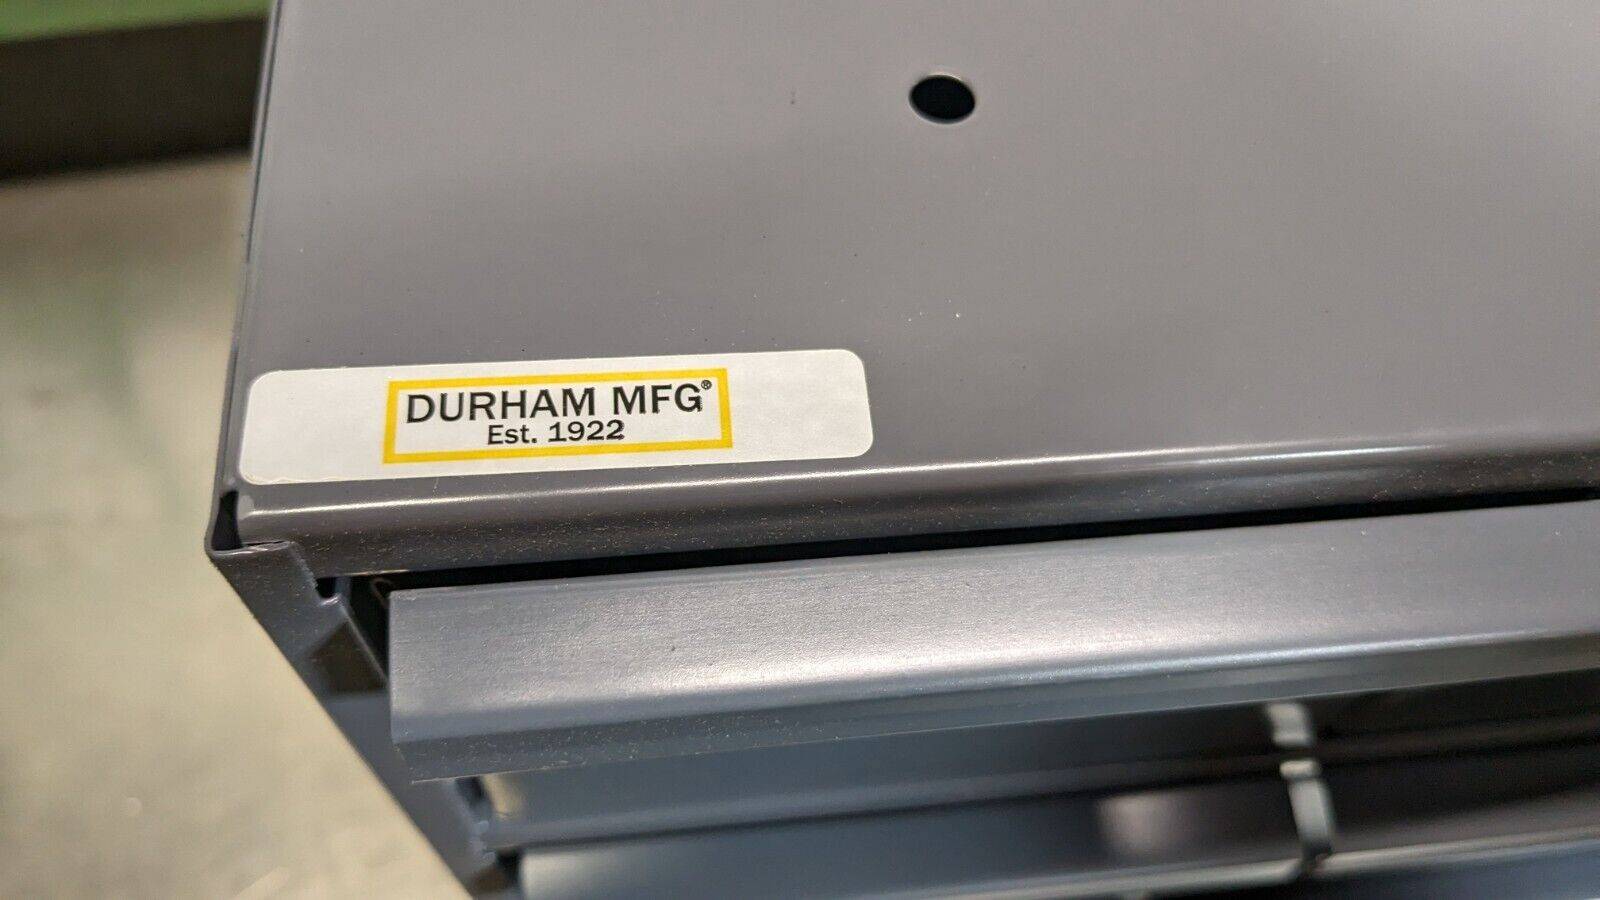 DURHAM MFG®
Est. 1922